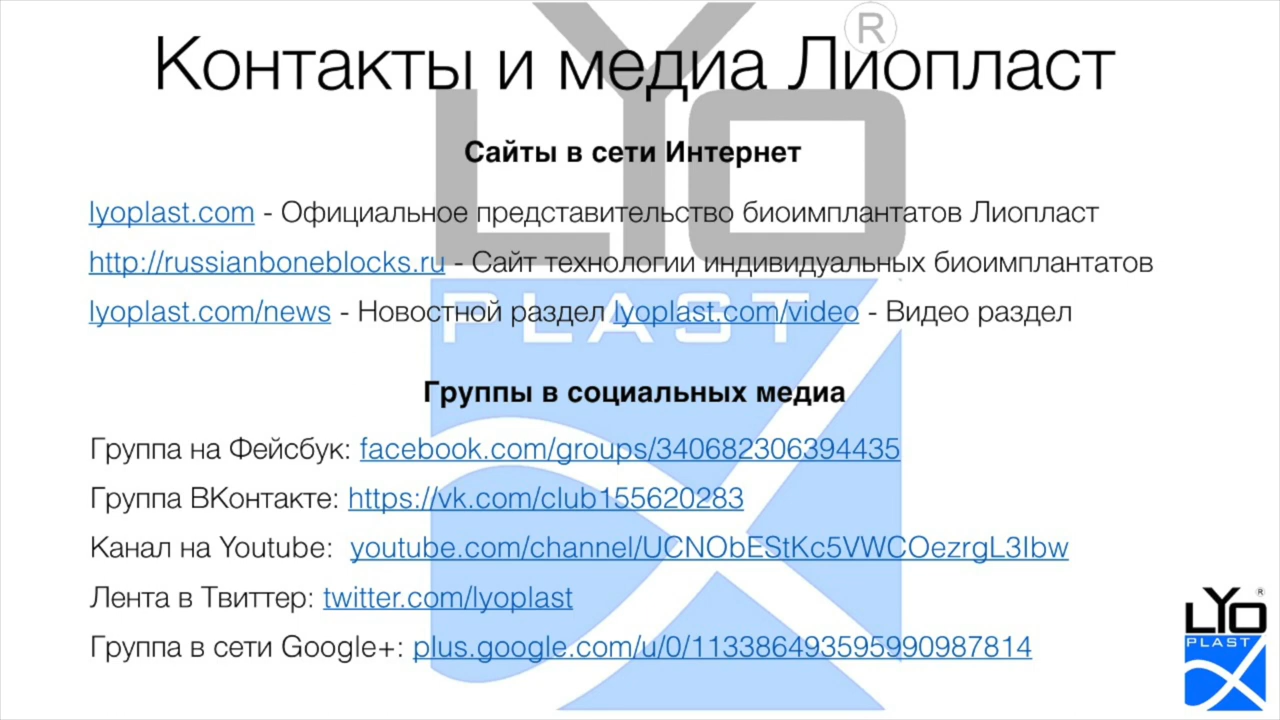 Контакты и медиа Лиопласт
Сайты в сети Интернет
lyoplast.com - Официальное представительство биоимплантатов Лиопласт
http://russianboneblocks.ru - Сайт технологии индивидуальных биоимплантатов
lyoplast.com/news - Новостной раздел lyoplast.com/video - Видео раздел
Группы в социальных медиа
Группа на Фейсбук: facebook.com/groups/340682306394435
Группа ВКонтакте: https://vk.com/club155620283
Канал на Youtube: youtube.com/channel/UCNObEStKc5VWCOezrgL3Ibw
Лента в Твиттер: twitter.com/lyoplast
Группа в сети Google+: plus.google.com/u/0/113386493595990987814
LYO ®
PLAST
LYO ®
PLAST